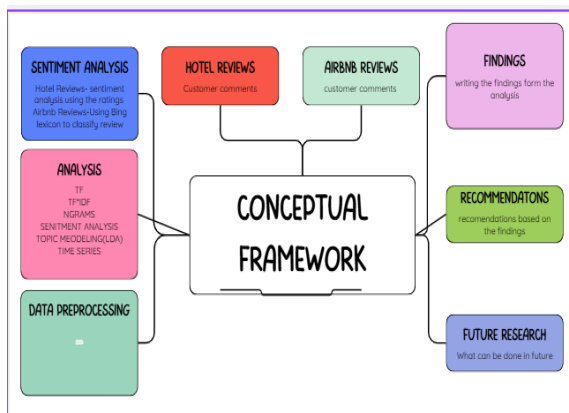 SENTIMENT ANALYSIS
Hotel Reviews- sentiment
analysis using the ratings
Airbnb Reviews-Using Bing
lexicon to classify review
HOTEL REVIEWS
Customer comments
AIRBNB REVIEWS
customer comments
FINDINGS
writing the findings form the
analysis
ANALYSIS
TF
TF*IDF
NGRAMS
SENITMENT ANALYSIS
TOPIC MEODELING(LDA)
TIME SERIES
CONCEPTUAL
FRAMEWORK
RECOMMENDATONS
recomendations based on
the findings
DATA PREPROCESSING
FUTURE RESEARCH
What can be done in future